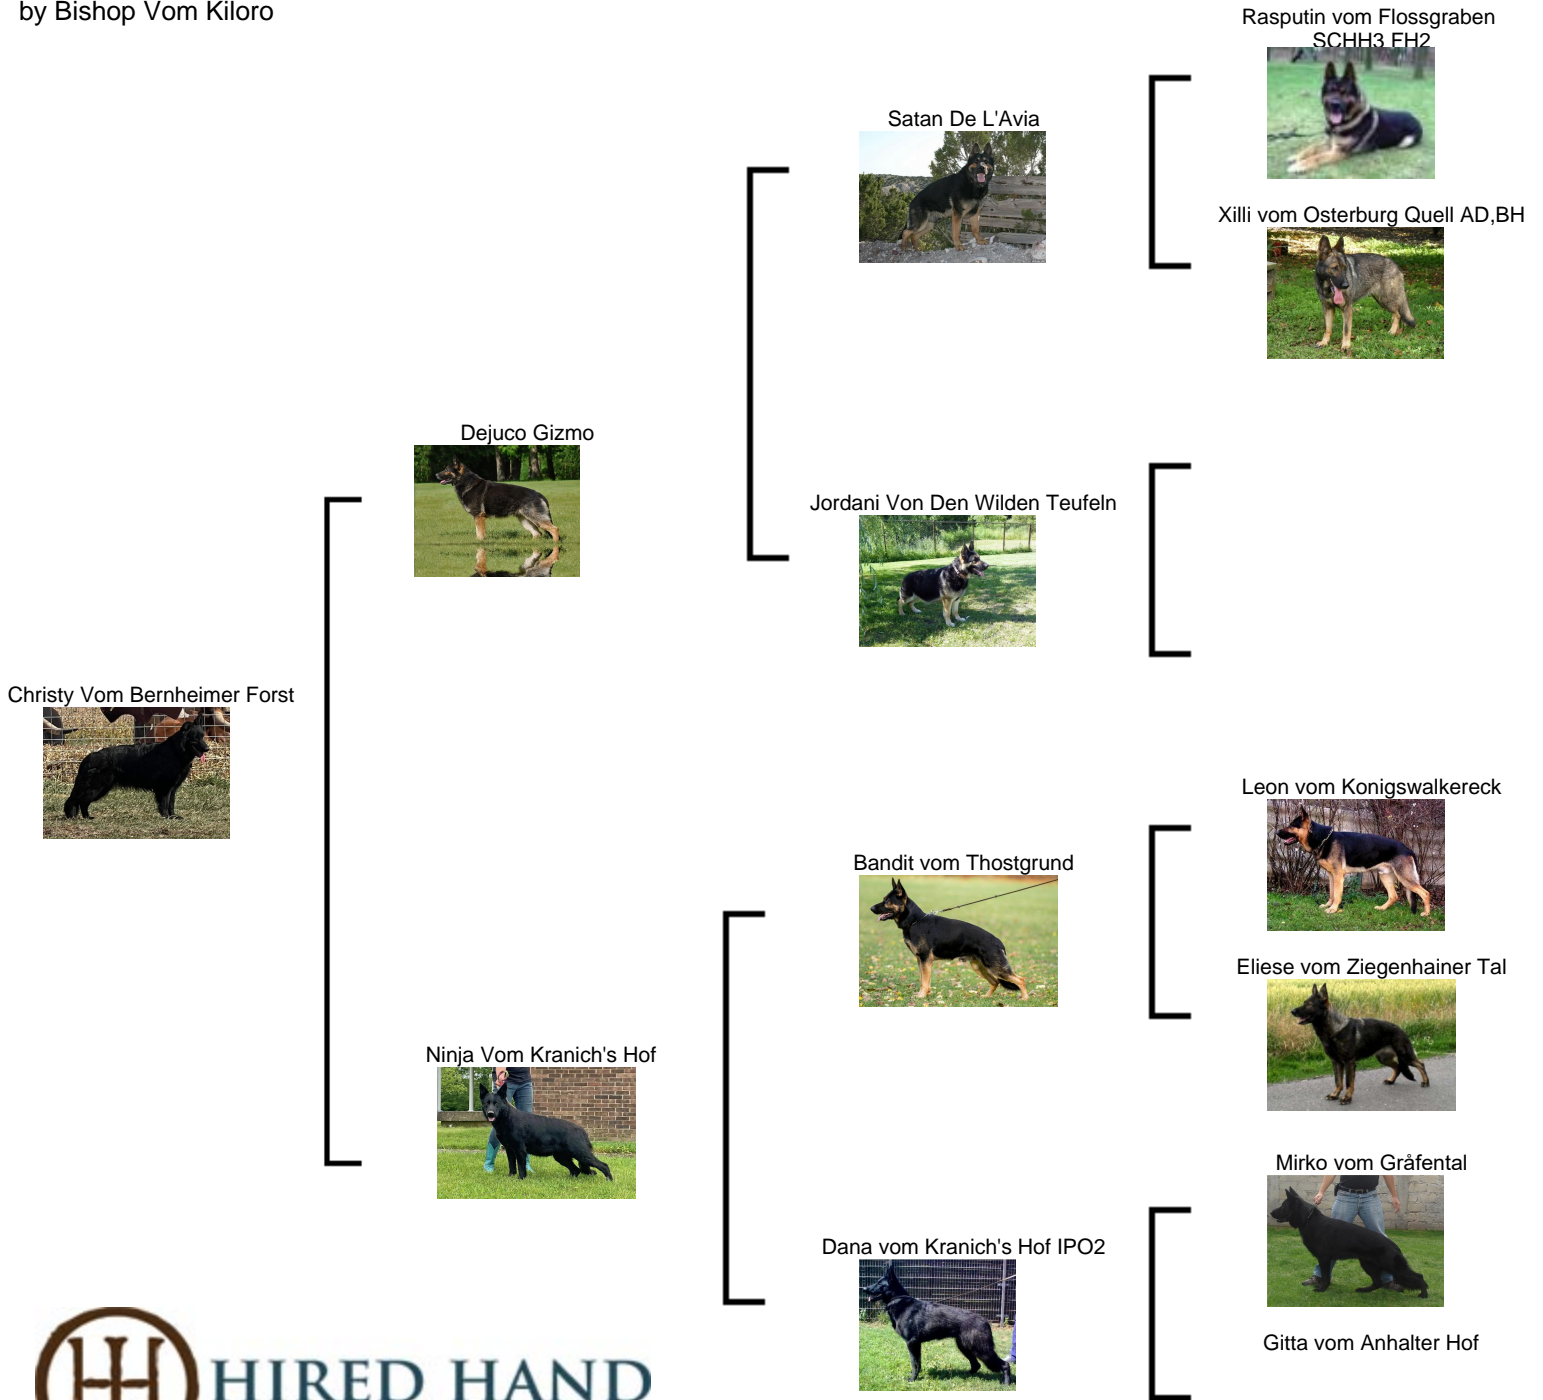 by Bishop Vom Kiloro
Rasputin vom Flossgraben
SCHH3 FH2
Satan De L'Avia
Xilli vom Osterburg Quell AD,BH
Dejuco Gizmo
Jordani Von Den Wilden Teufeln
Christy Vom Bernheimer Forst
Leon vom Konigswalkereck
Bandit vom Thostgrund
Eliese vom Ziegenhainer Tal
Ninja Vom Kranich's Hof
Mirko vom Gråfental
Dana vom Kranich's Hof IPO2
Gitta vom Anhalter Hof
HIRED HAND